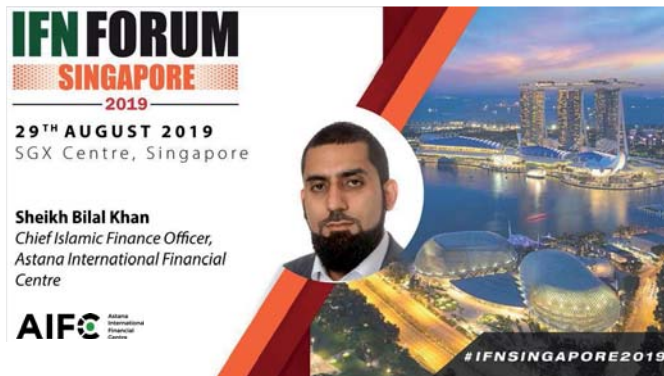 IFN FORUM
SINGAPORE
2019
29TH AUGUST 2019
SGX Centre, Singapore
Sheikh Bilal Khan
Chief Islamic Finance Officer,
Astana International Financial
Centre
AIFC
Astana
International
Financial
Centre
#IFNSINGAPORE2019